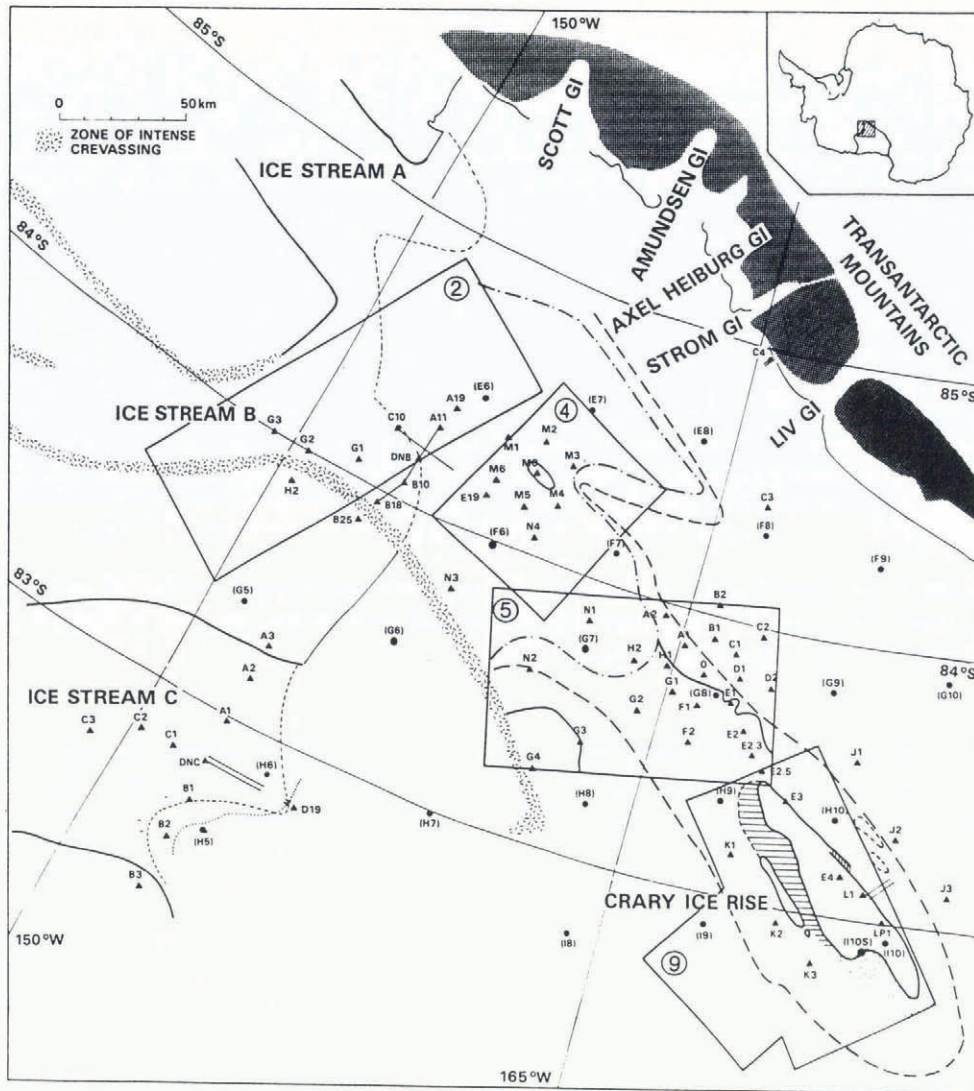 85°S
150°W
0 50km
ZONE OF INTENSE
CREVASSING
ICE STREAM A
SCOTT GI
AMUNDSEN GI
AXEL HEIBURG GI
STROM GI
LIV GI
TRANSANTARCTIC
MOUNTAINS
84°S
2
C4
85°S
ICE STREAM B
(E6)
A19
C10
A11
G3
G2
G1
DNB
H2
B10
B18
B25
4
(E7)
M2
M1
M3
M6
M0
E19
M5
M4
N4
(F6)
(F7)
(E8)
C3
(F8)
(F9)
83°S
(G5)
N3
5
N1
A2
B2
(G7)
A1
B1
C2
(G6)
A3
A2
N2
H2
H1
C1
0
D1
D2
84°S
G1
(G8)
E1
(G9)
(G10)
ICE STREAM C
G2
F1
A1
C3
C2
C1
G3
F2
E2
E2.3
DNC
(H6)
G4
E2.5
J1
B1
D19
(H8)
(H9)
E3
(H7)
(H10)
B2
(H5)
J2
K1
B3
E4
L1
J3
CRARY ICE RISE
150°W
(I8)
(I9)
K2
Q
LP1
(I10S)
(I10)
9
K3
165°W